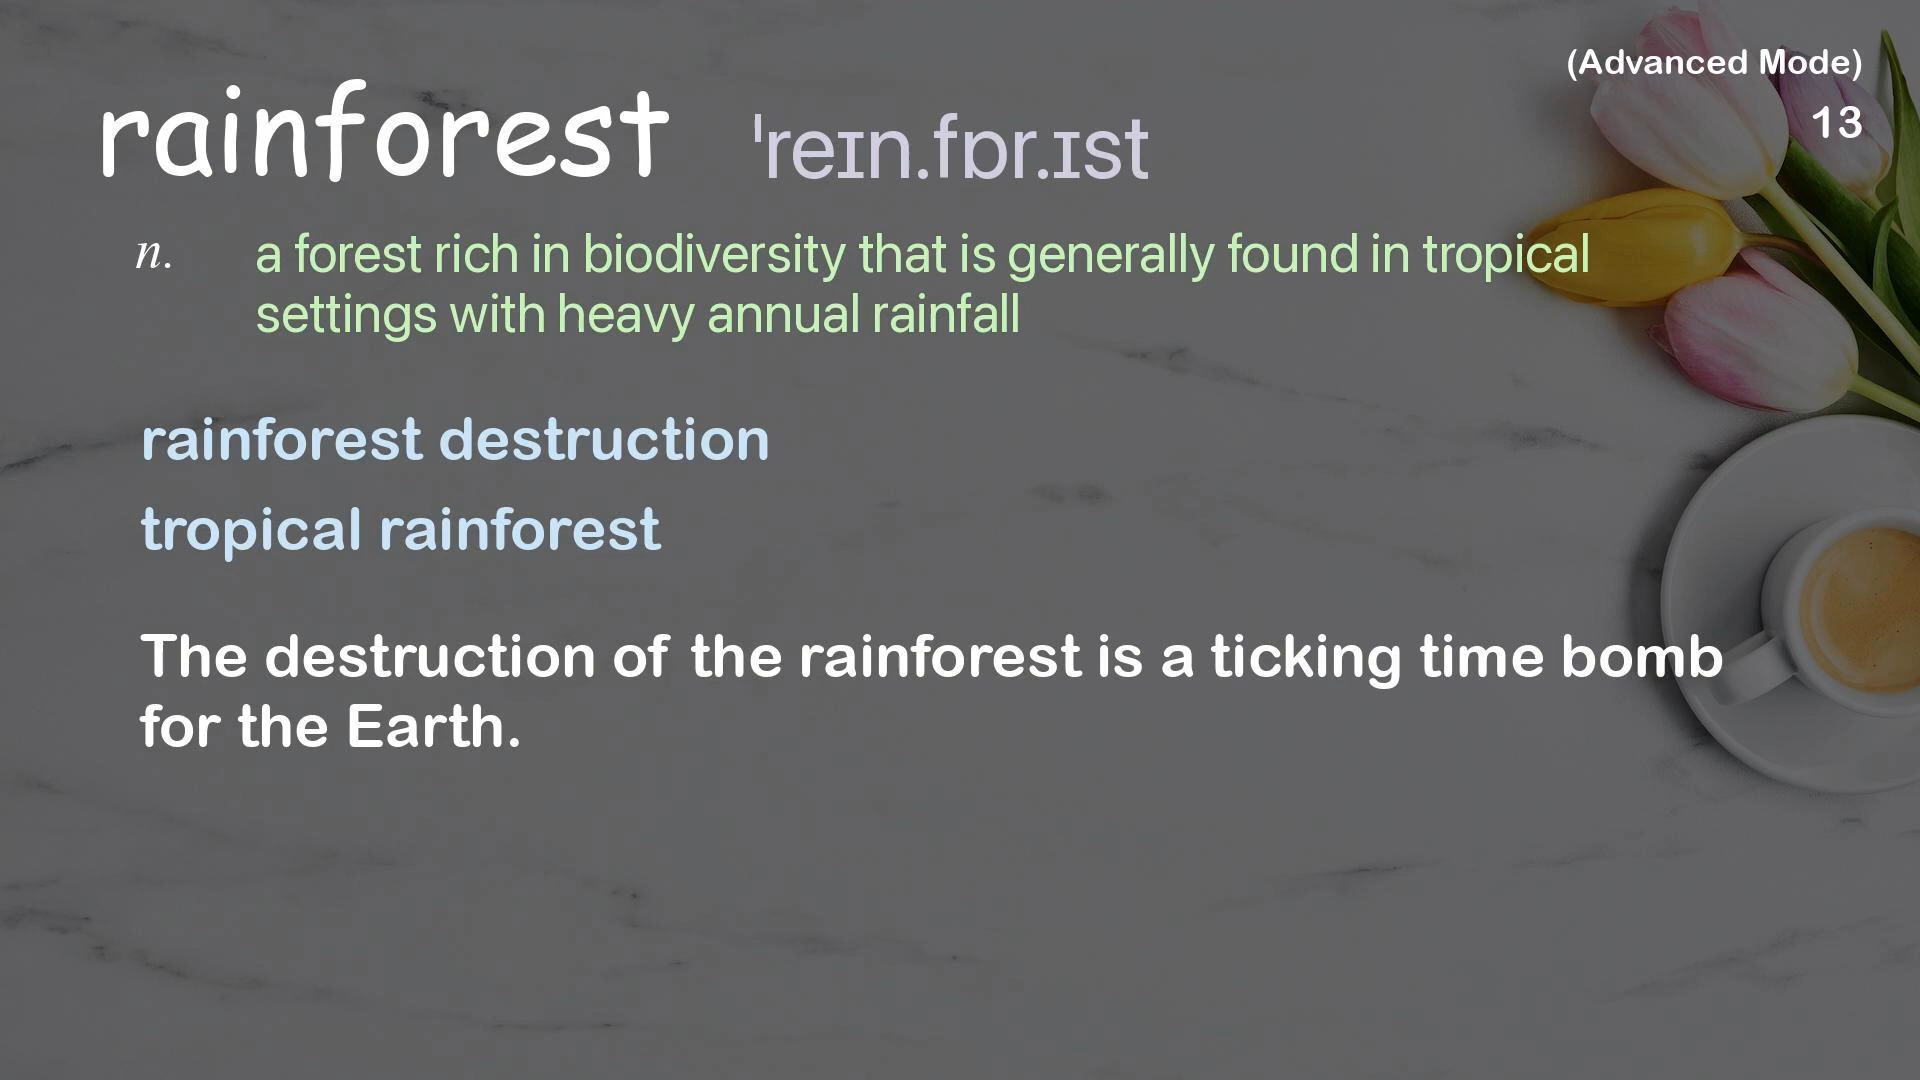 (Advanced Mode)
rainforest ˈreɪn.fɒr.ɪst
13
n. a forest rich in biodiversity that is generally found in tropical
settings with heavy annual rainfall
rainforest destruction
tropical rainforest
The destruction of the rainforest is a ticking time bomb
for the Earth.